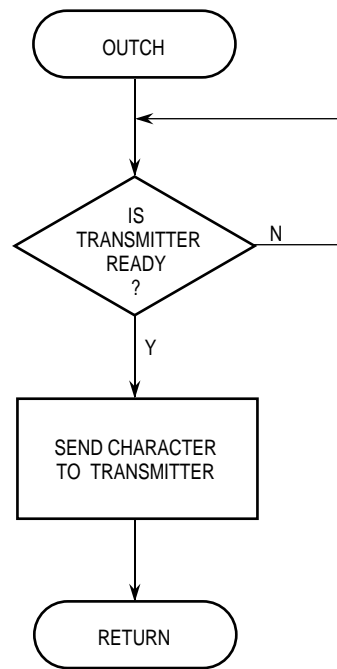 OUTCH
IS
TRANSMITTER
READY
?
N
Y
SEND CHARACTER
TO TRANSMITTER
RETURN